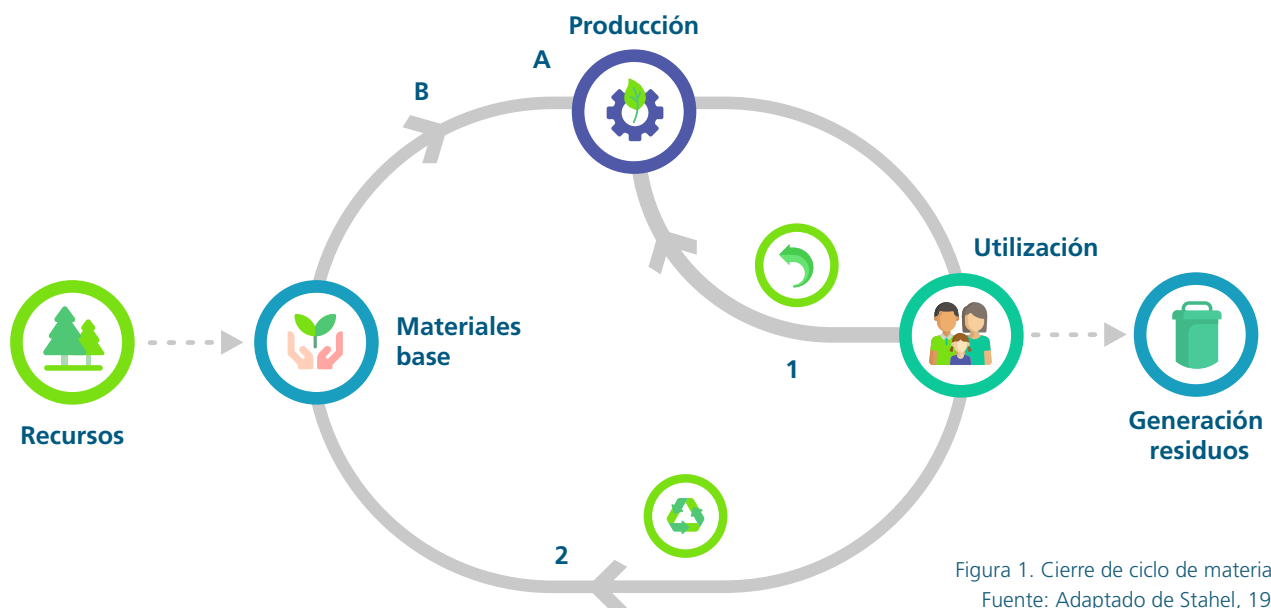 Producción
A
B
Utilización
Materiales
base
1
Recursos
Generación
residuos
2
Figura 1. Cierre de ciclo de materia
Fuente: Adaptado de Stahel, 19